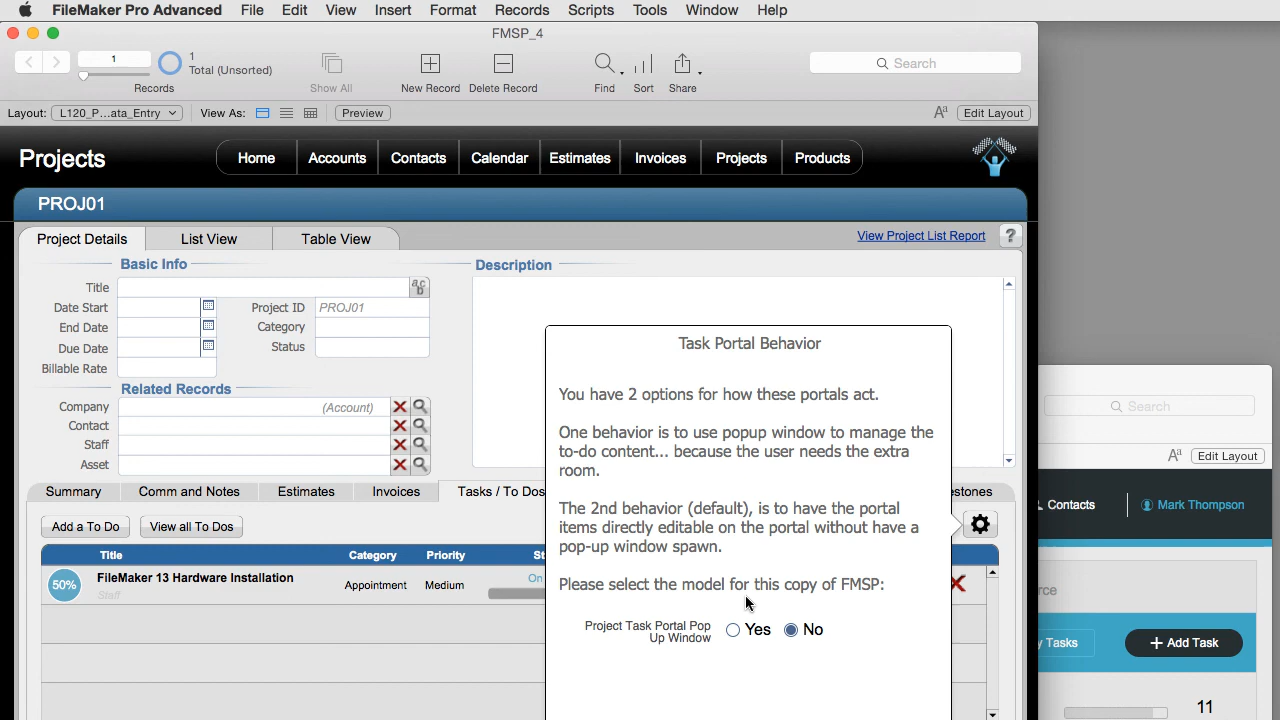 FileMaker Pro Advanced File Edit View Insert Format Records Scripts Tools Window Help
FMSP_4
1
1
Total (Unsorted)
Records
Show All
New Record
Delete Record
Find
Sort
Share
Search
Layout: L120_P...ata_Entry View As: Preview Aa Edit Layout
Projects
Home Accounts Contacts Calendar Estimates Invoices Projects Products
PROJ01
Project Details List View Table View View Project List Report ?
Basic Info
Title
Date Start
End Date
Due Date
Billable Rate
Project ID PROJ01
Category
Status
Description
Related Records
Company (Account)
Contact
Staff
Asset
Summary Comm and Notes Estimates Invoices Tasks / To Dos
stones
Add a To Do View all To Dos
Title Category Priority St
50% FileMaker 13 Hardware Installation Appointment Medium On
Staff
Task Portal Behavior
You have 2 options for how these portals act.
One behavior is to use popup window to manage the
to-do content... because the user needs the extra
room.
The 2nd behavior (default), is to have the portal
items directly editable on the portal without have a
pop-up window spawn.
Please select the model for this copy of FMSP:
Project Task Portal Pop
Up Window
Yes No
Search
Aa Edit Layout
Contacts Mark Thompson
rce
y Tasks + Add Task
11